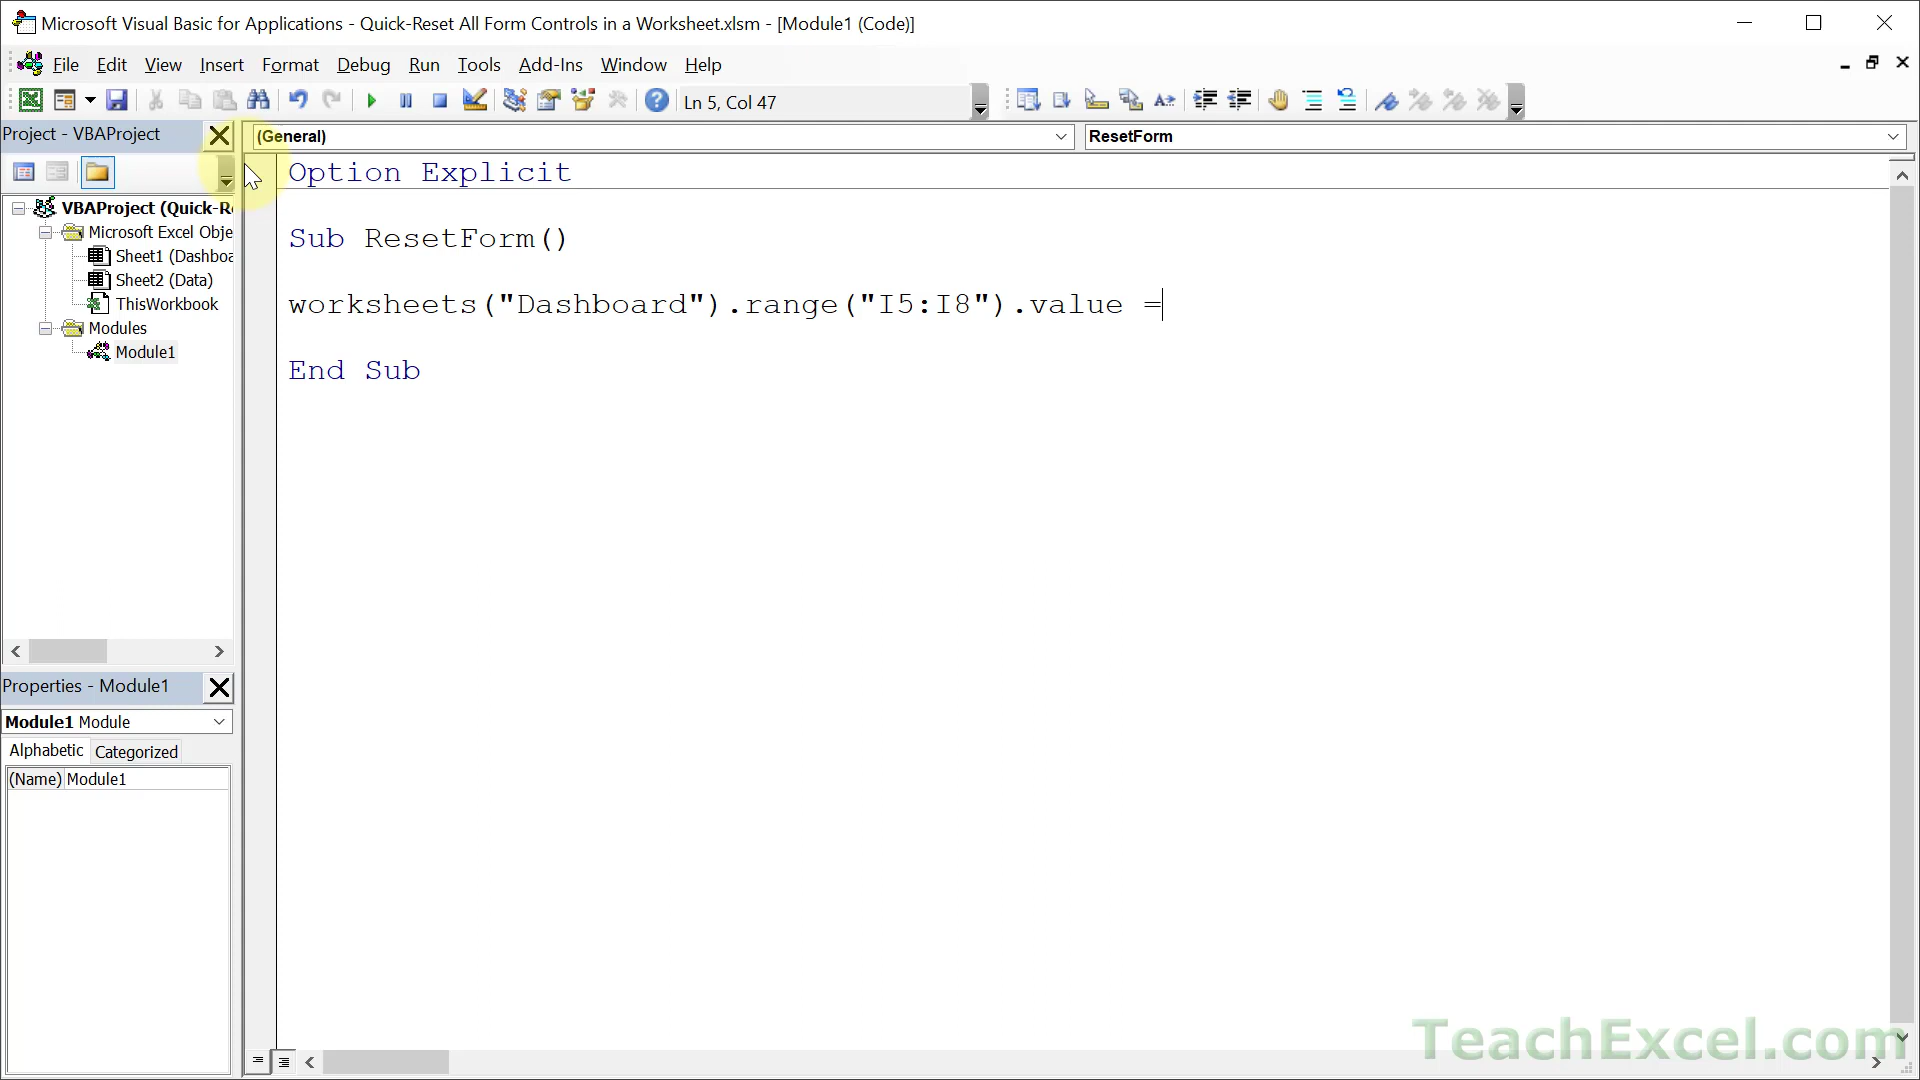 Microsoft Visual Basic for Applications - Quick-Reset All Form Controls in a Worksheet.xlsm - [Module1 (Code)]
File Edit View Insert Format Debug Run Tools Add-Ins Window Help
Ln 5, Col 47
Project - VBAProject
(General) ResetForm
Option Explicit
VBAProject (Quick-R
Microsoft Excel Obje
Sheet1 (Dashboa
Sheet2 (Data)
ThisWorkbook
Modules
Module1
Sub ResetForm()
worksheets("Dashboard").range("I5:I8").value =
End Sub
Properties - Module1
Module1 Module
Alphabetic Categorized
(Name) Module1
TeachExcel.com